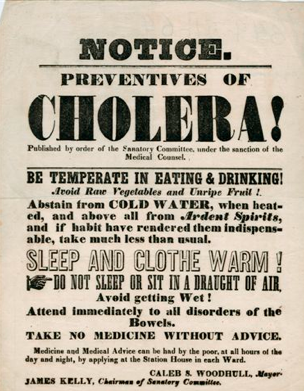 NOTICE.
PREVENTIVES OF
CHOLERA!
Published by order of the Sanatory Committee, under the sanction of the
Medical Counsel.
BE TEMPERATE IN EATING & DRINKING!
Avoid Raw Vegetables and Unripe Fruit !
Abstain from COLD WATER, when heat-
ed, and above all from Ardent Spirits,
and if habit have rendered them indispens-
able, take much less than usual.
SLEEP AND CLOTHE WARM !
DO NOT SLEEP OR SIT IN A DRAUGHT OF AIR,
Avoid getting Wet !
Attend immediately to all disorders of the
Bowels.
TAKE NO MEDICINE WITHOUT ADVICE.
Medicine and Medical Advice can be had by the poor, at all hours of the
day and night, by applying at the Station House in each Ward.
CALEB S. WOODHULL, Mayor
JAMES KELLY, Chairman of Sanatory Committee.